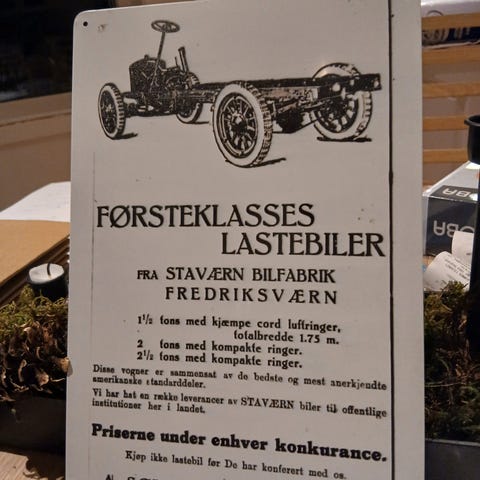 FØRSTEKLASSES
LASTEBILER
FRA STAVÆRN BILFABRIK
FREDRIKSVÆRN
1½ tons med kjæmpe cord luftringer,
totalbredde 1.75 m.
2 tons med kompakte ringer.
2½ tons med kompakte ringer.
Disse vogner er sammensat av de bedste og mest anerkjendte
amerikanske standarddeler.
Vi har hat en række leverancer av STAVÆRN biler til offentlige
institutioner her i landet.
Priserne under enhver konkurance.
Kjøp ikke lastebil før De har konferert med os.